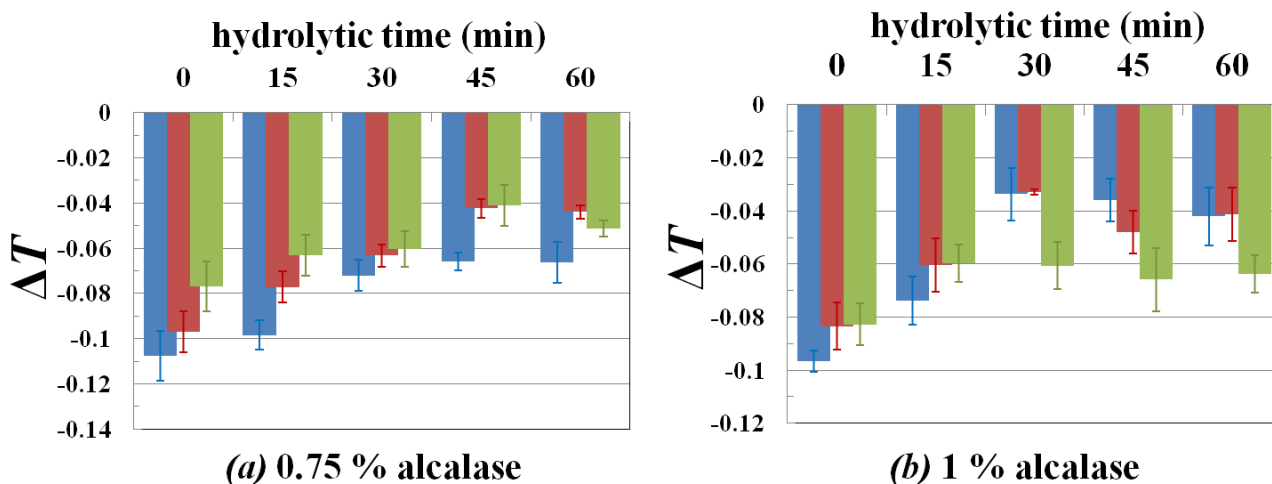 hydrolytic time (min)
0 15 30 45 60
0
-0.02
-0.04
-0.06
-0.08
-0.1
-0.12
-0.14
ΔT
(a) 0.75 % alcalase
hydrolytic time (min)
0 15 30 45 60
0
-0.02
-0.04
-0.06
-0.08
-0.1
-0.12
ΔT
(b) 1 % alcalase